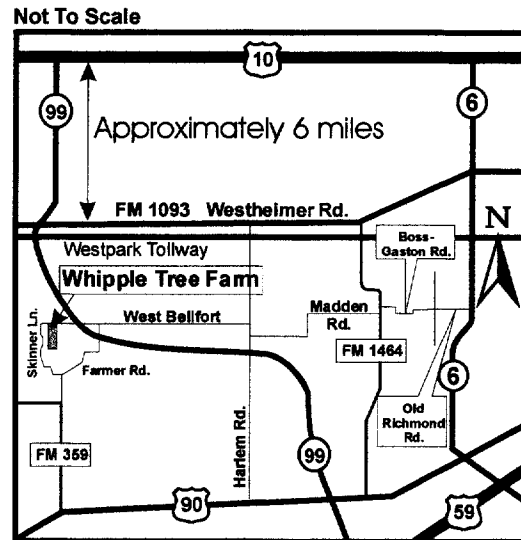 Not To Scale
10
99
6
Approximately 6 miles
FM 1093 Westheimer Rd.
N
Westpark Tollway
Boss-
Gaston Rd.
Whipple Tree Farm
West Bellfort
Madden
Rd.
Skinner Ln.
Farmer Rd.
FM 1464
6
Harlem Rd.
Old
Richmond
Rd.
FM 359
99
90
59